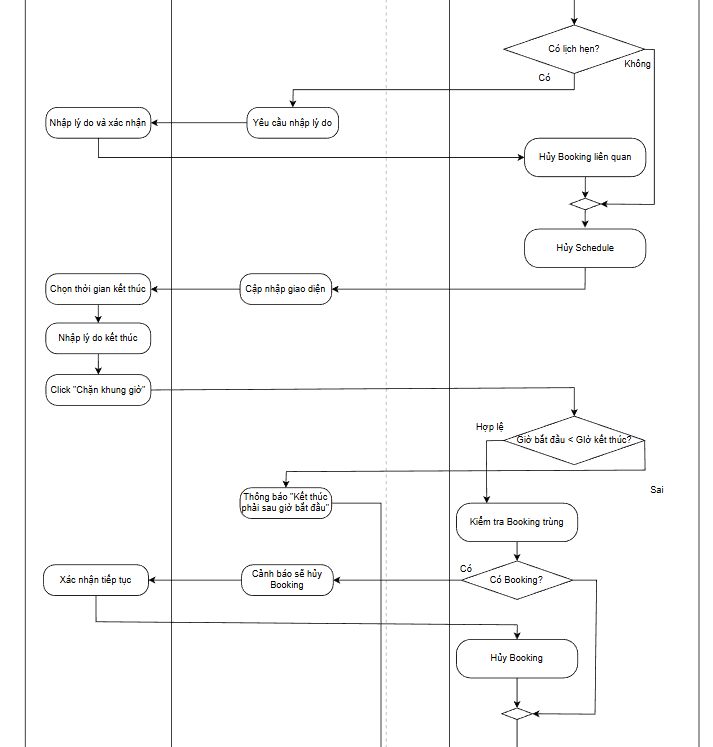 Có lịch hẹn?
Không
Có
Yêu cầu nhập lý do
Nhập lý do và xác nhận
Hủy Booking liên quan
Hủy Schedule
Cập nhập giao diện
Chọn thời gian kết thúc
Nhập lý do kết thúc
Click "Chặn khung giờ"
Hợp lệ
Giờ bắt đầu < Giờ kết thúc?
Sai
Thông báo "Kết thúc
phải sau giờ bắt đầu"
Kiểm tra Booking trùng
Có
Có Booking?
Cảnh báo sẽ hủy
Booking
Xác nhận tiếp tục
Hủy Booking